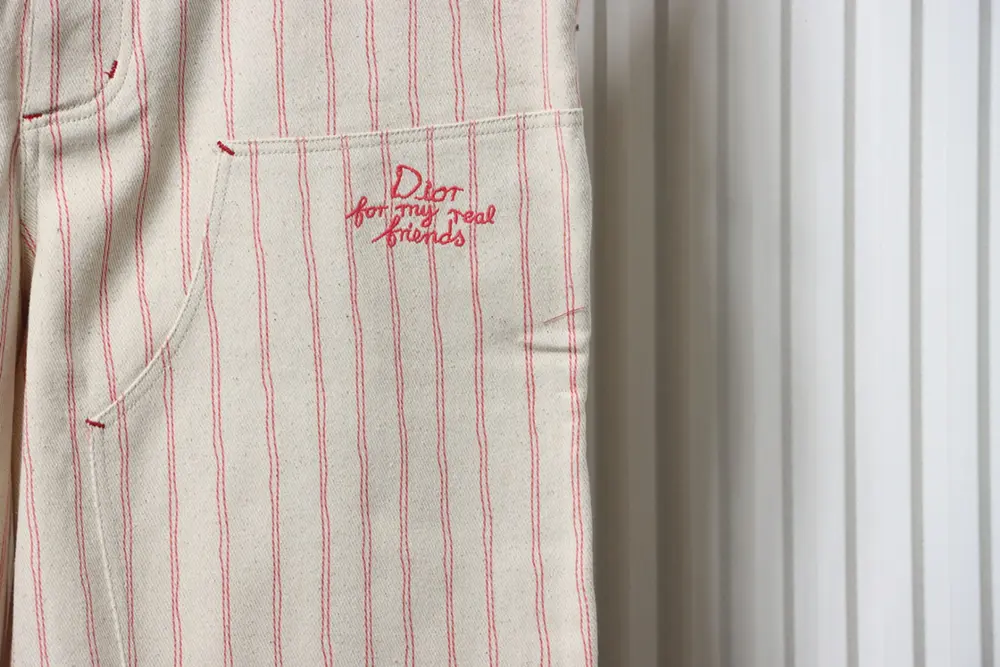 Dior
for my real
friends